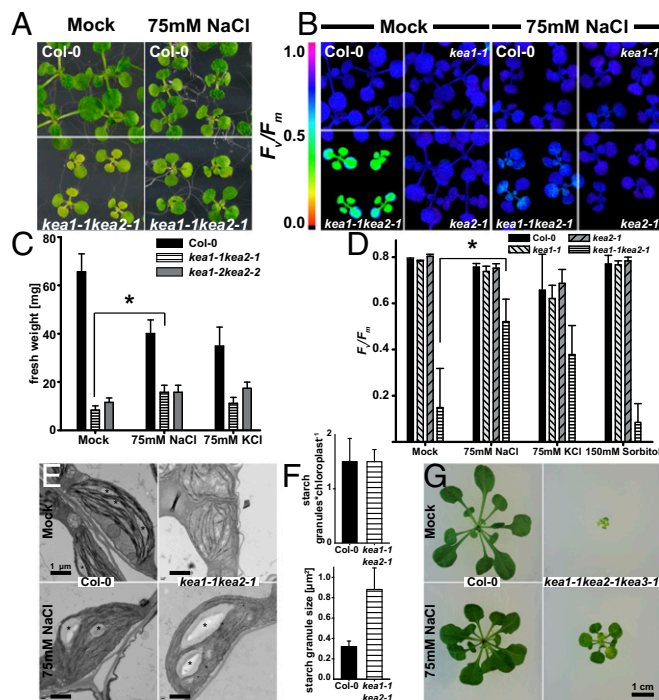 A
Mock
75mM NaCl
Col-0
Col-0
kea1-1kea2-1
kea1-1kea2-1
B
Mock
75mM NaCl
1.0
0.5
0.0
Fv/Fm
Col-0
kea1-1
Col-0
kea1-1
kea1-1kea2-1
kea2-1
kea1-1kea2-1
kea2-1
C
fresh weight [mg]
80
60
40
20
0
Col-0
kea1-1kea2-1
kea1-2kea2-2
*
Mock
75mM NaCl
75mM KCl
D
Fv/Fm
0.8
0.6
0.4
0.2
Col-0
kea2-1
kea1-1
kea1-1kea2-1
*
Mock
75mM NaCl
75mM KCl
150mM Sorbitol
E
Mock
1 µm
Col-0
kea1-1kea2-1
75mM NaCl
F
starch
granules*chloroplast⁻¹
2
1
0
Col-0
kea1-1
kea2-1
starch granule size [µm²]
1.2
0.8
0.4
0.0
Col-0
kea1-1
kea2-1
G
Mock
Col-0
kea1-1kea2-1kea3-1
75mM NaCl
1 cm